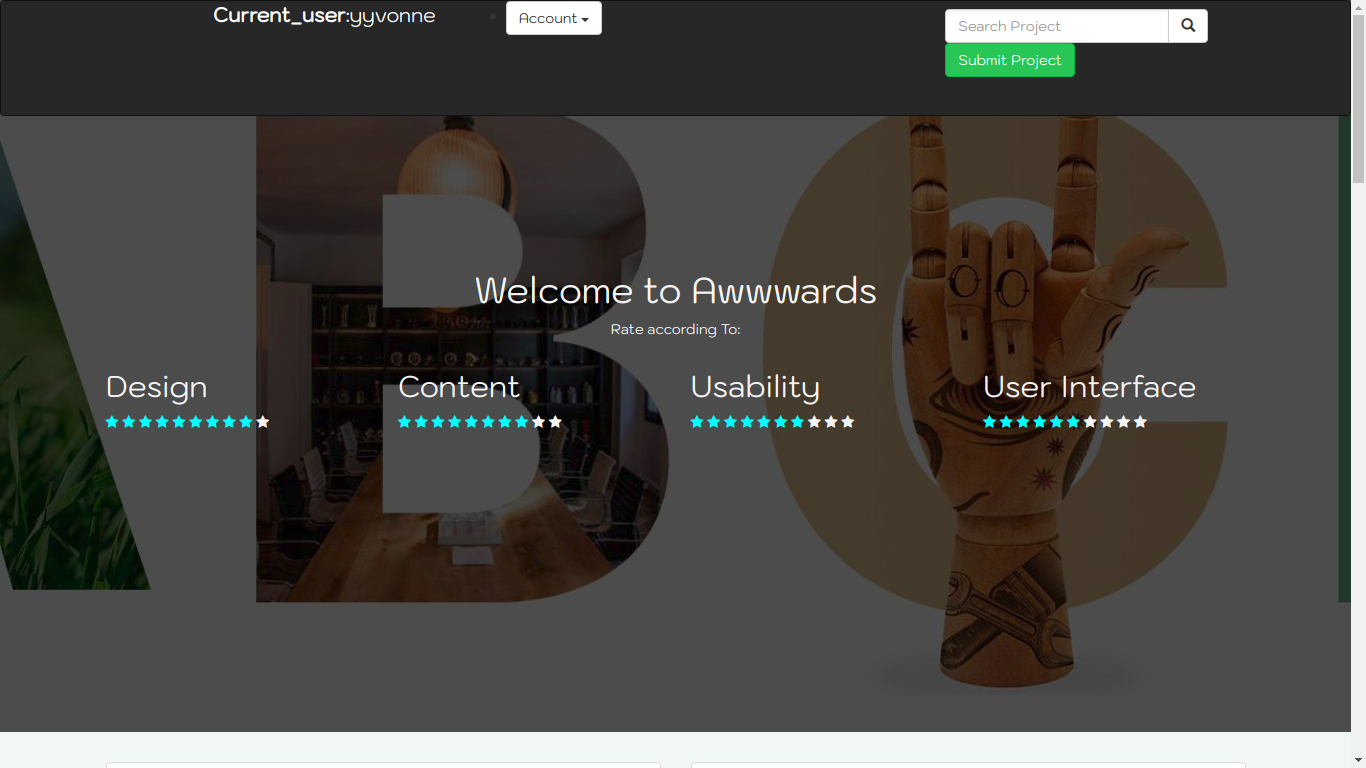 Current_user:yyvonne
Account
Search Project
Submit Project
Welcome to Awwwards
Rate according To:
Design
Content
Usability
User Interface